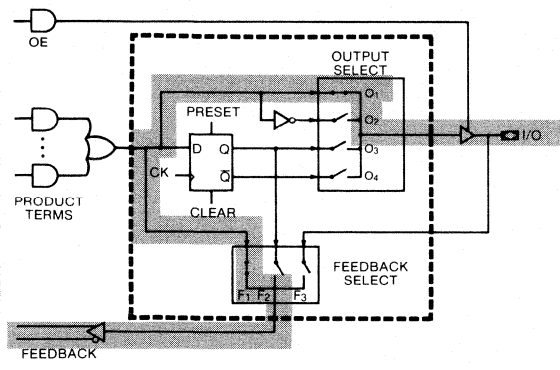 OE
OUTPUT
SELECT
O1
PRESET
O2
I/O
D
Q
O3
CK
Q̅
O4
PRODUCT
TERMS
CLEAR
FEEDBACK
SELECT
F1
F2
F3
FEEDBACK